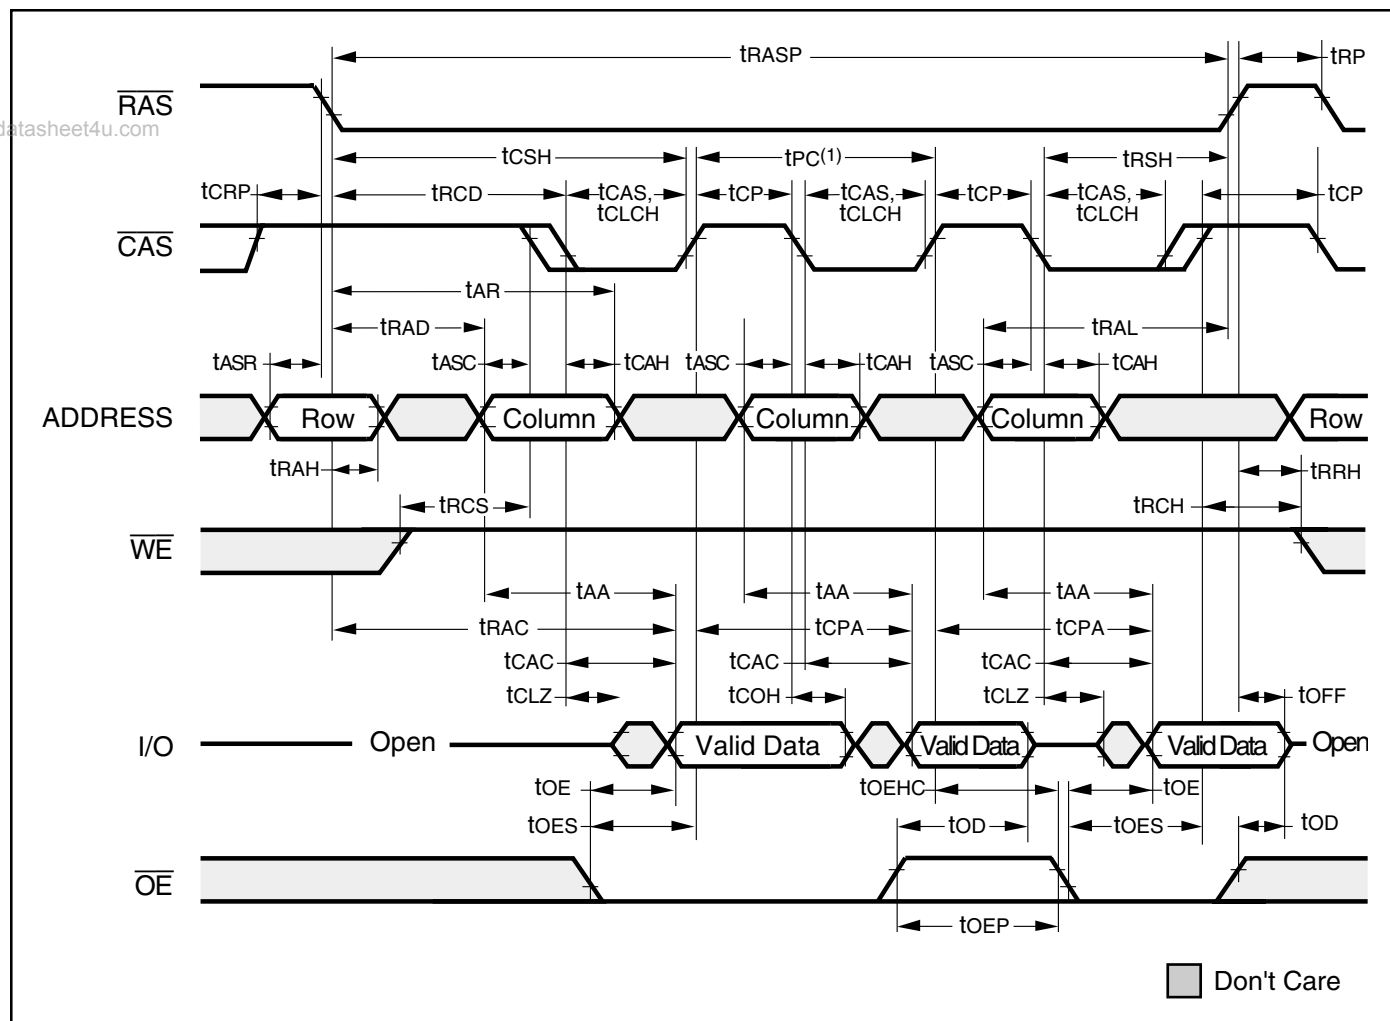 tRASP tRP
RAS
datasheet4u.com
tCSH tPC(1) tRSH
tCRP tRCD tCAS, tCLCH tCP tCAS, tCLCH tCP tCAS, tCLCH tCP
CAS
tAR
tRAD tRAL
tASR tASC tCAH tASC tCAH tASC tCAH
ADDRESS Row Column Column Column Row
tRAH tRRH
tRCS tRCH
WE
tAA tAA tAA
tRAC tCPA tCPA
tCAC tCAC tCAC
tCLZ tCOH tCLZ tOFF
I/O Open Valid Data Valid Data Valid Data Open
tOE tOEHC tOE
tOES tOD tOES tOD
OE
tOEP
Don't Care